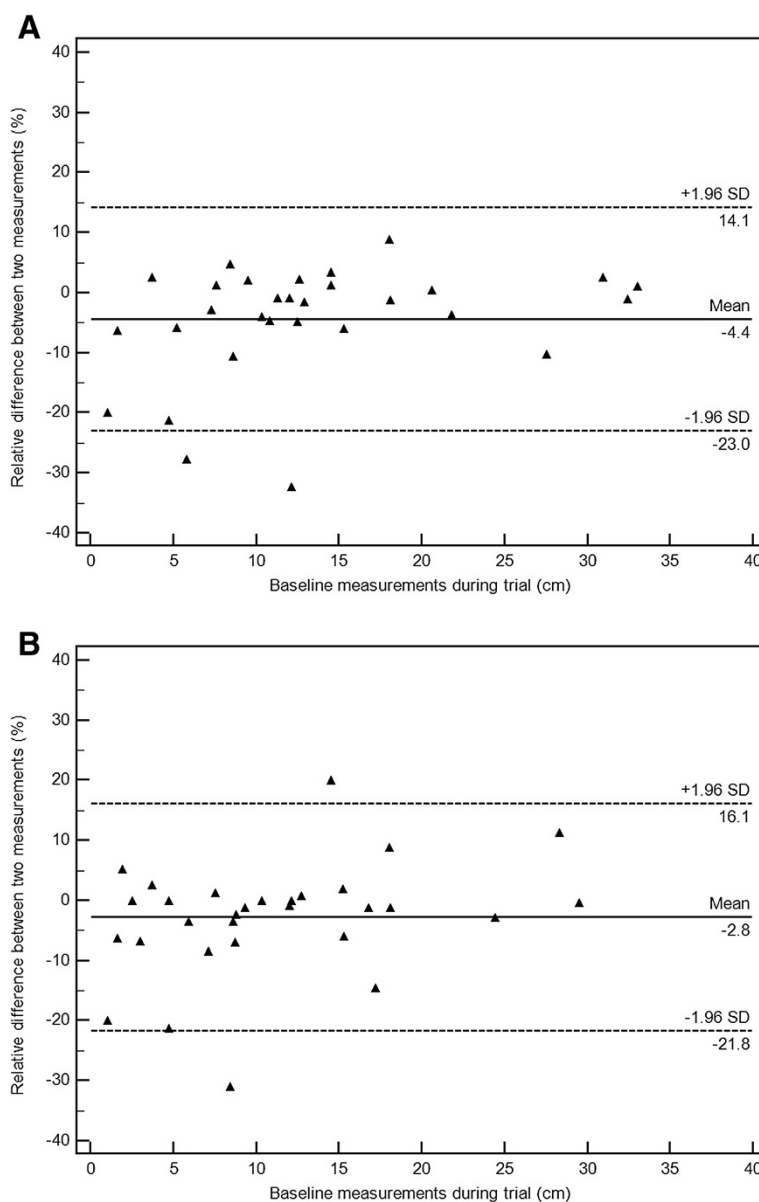 A
Relative difference between two measurements (%)
40
30
20
10
0
-10
-20
-30
-40
+1.96 SD
14.1
Mean
-4.4
-1.96 SD
-23.0
0 5 10 15 20 25 30 35 40
Baseline measurements during trial (cm)
B
Relative difference between two measurements (%)
40
30
20
10
0
-10
-20
-30
-40
+1.96 SD
16.1
Mean
-2.8
-1.96 SD
-21.8
0 5 10 15 20 25 30 35 40
Baseline measurements during trial (cm)